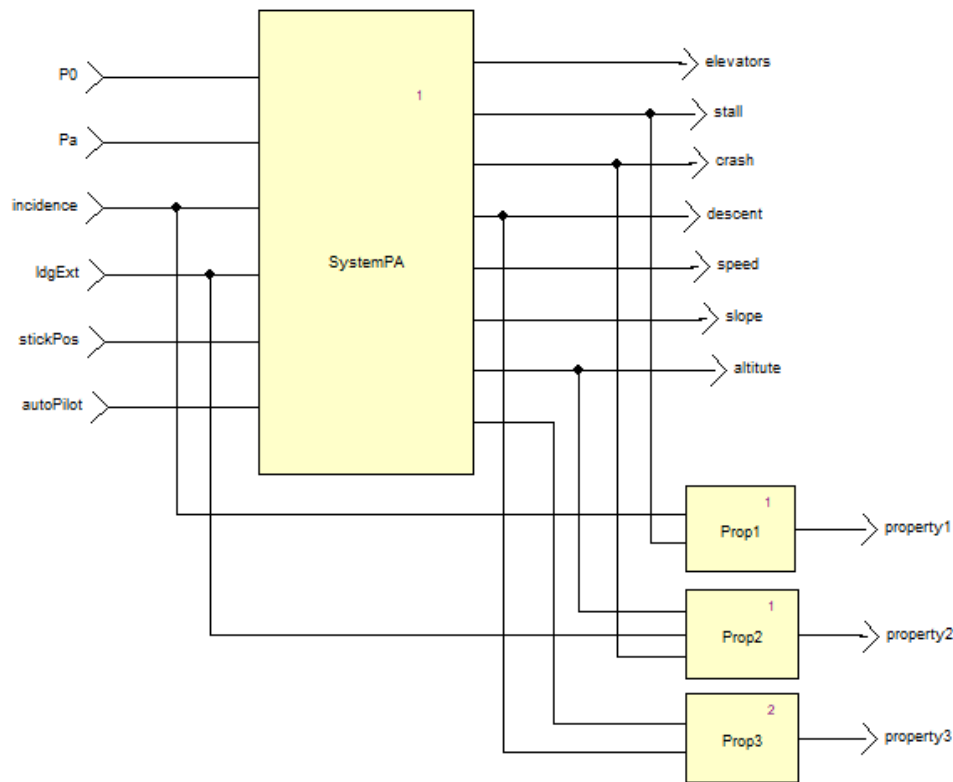 P0
Pa
incidence
ldgExt
stickPos
autoPilot
1
SystemPA
elevators
stall
crash
descent
speed
slope
altitute
1
Prop1
property1
1
Prop2
property2
2
Prop3
property3